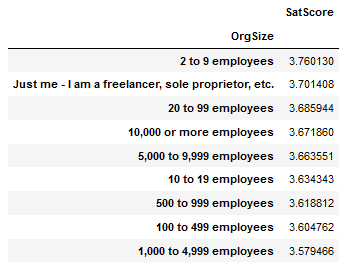 SatScore
OrgSize
2 to 9 employees 3.760130
Just me - I am a freelancer, sole proprietor, etc. 3.701408
20 to 99 employees 3.685944
10,000 or more employees 3.671860
5,000 to 9,999 employees 3.663551
10 to 19 employees 3.634343
500 to 999 employees 3.618812
100 to 499 employees 3.604762
1,000 to 4,999 employees 3.579466